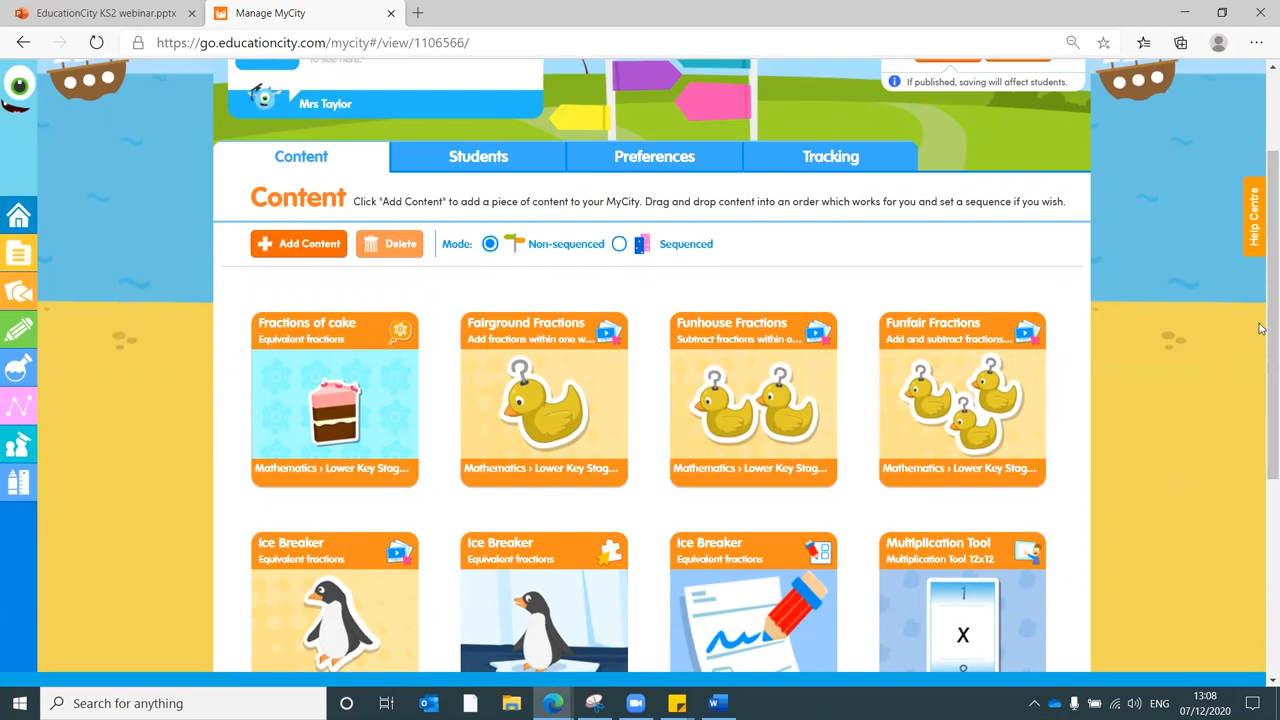 EducationCity KS2 webinar.pptx
Manage MyCity
https://go.educationcity.com/mycity#/view/1106566/
If published, saving will affect students.
Mrs Taylor
Content
Students
Preferences
Tracking
Content Click "Add Content" to add a piece of content to your MyCity. Drag and drop content into an order which works for you and set a sequence if you wish.
Help Centre
Add Content
Delete
Mode:
Non-sequenced
Sequenced
Fractions of cake
Equivalent fractions
Mathematics › Lower Key Stag...
Fairground Fractions
Add fractions within one w...
Mathematics › Lower Key Stag...
Funhouse Fractions
Subtract fractions within o...
Mathematics › Lower Key Stag...
Funfair Fractions
Add and subtract fractions...
Mathematics › Lower Key Stag...
Ice Breaker
Equivalent fractions
Ice Breaker
Equivalent fractions
Ice Breaker
Equivalent fractions
Multiplication Tool
Multiplication Tool 12x12
1
X
Search for anything
ENG
13:08
07/12/2020